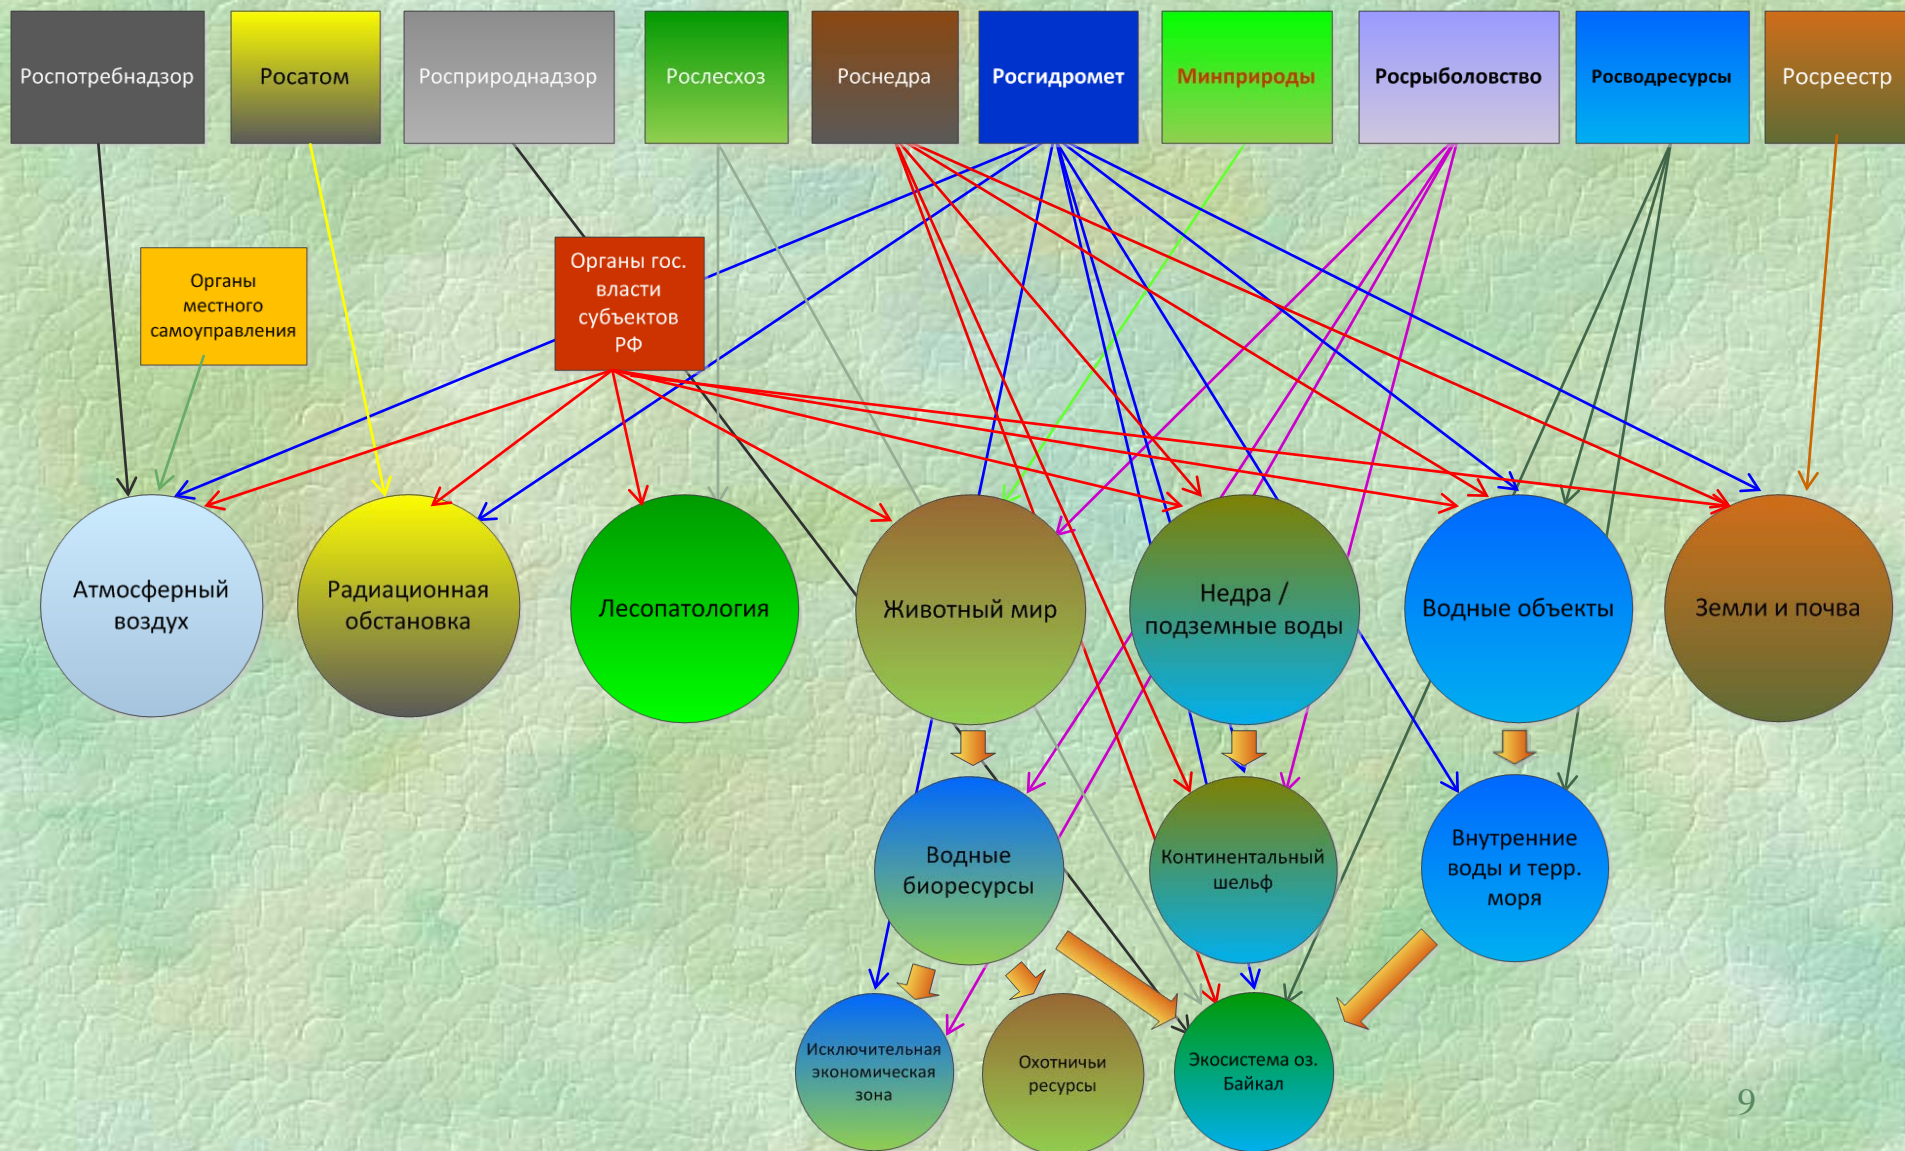 Роспотребнадзор
Росатом
Росприроднадзор
Рослесхоз
Роснедра
Росгидромет
Минприроды
Росрыболовство
Росводресурсы
Росреестр
Органы
местного
самоуправления
Органы гос.
власти
субъектов
РФ
Атмосферный
воздух
Радиационная
обстановка
Лесопатология
Животный мир
Недра /
подземные воды
Водные объекты
Земли и почва
Водные
биоресурсы
Континентальный
шельф
Внутренние
воды и терр.
моря
Исключительная
экономическая
зона
Охотничьи
ресурсы
Экосистема оз.
Байкал
9